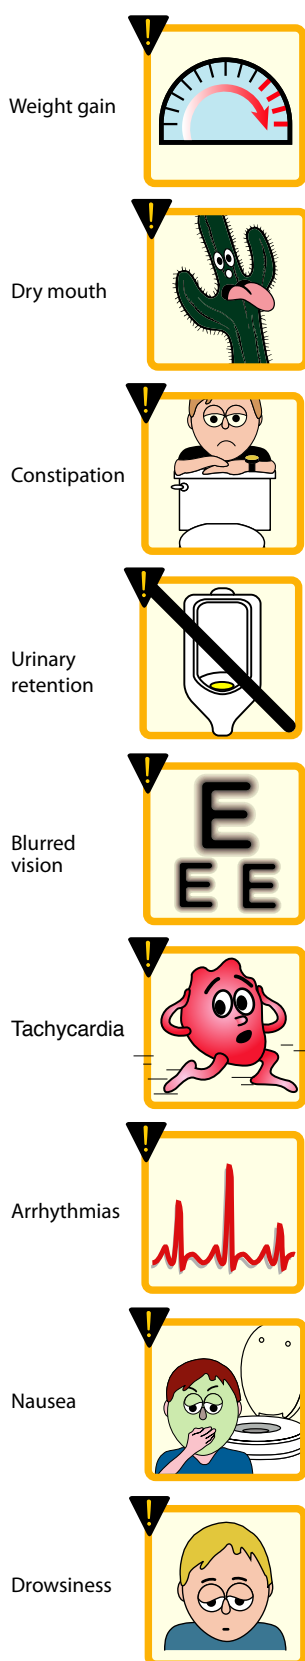 !
Weight gain
!
Dry mouth
!
Constipation
!
Urinary
retention
!
Blurred
vision
E
E E
!
Tachycardia
!
Arrhythmias
!
Nausea
!
Drowsiness